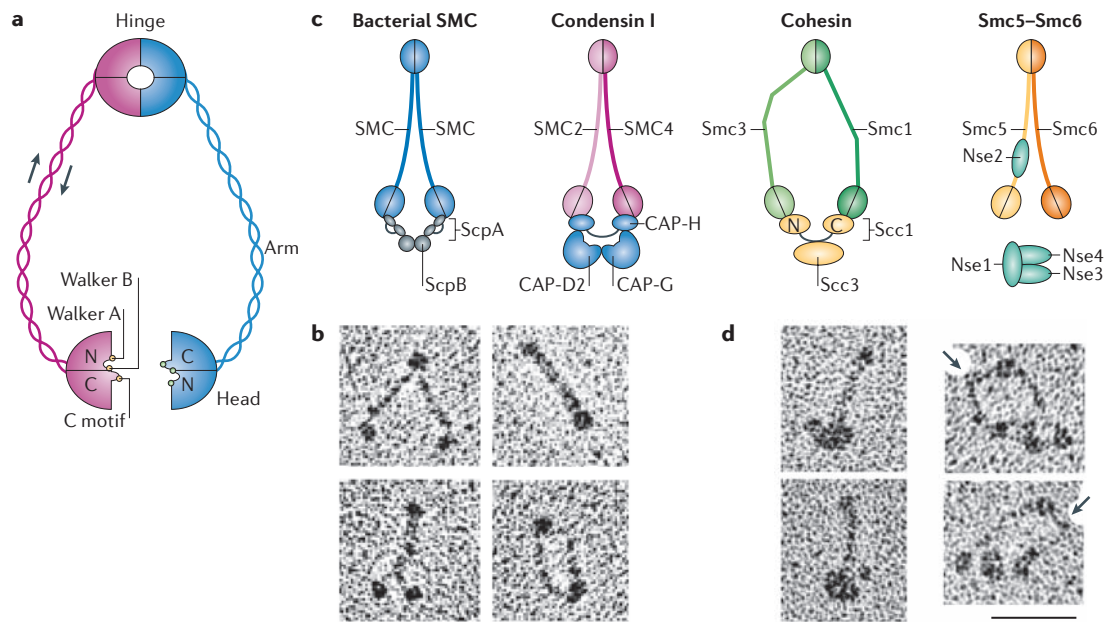 a
Hinge
Arm
Walker B
Walker A
N
C
C
N
C motif
Head
c
Bacterial SMC
SMC
SMC
ScpA
ScpB
Condensin I
SMC2
SMC4
CAP-H
CAP-D2
CAP-G
Cohesin
Smc3
Smc1
N
C
Scc1
Scc3
Smc5–Smc6
Smc5
Smc6
Nse2
Nse1
Nse4
Nse3
b
d